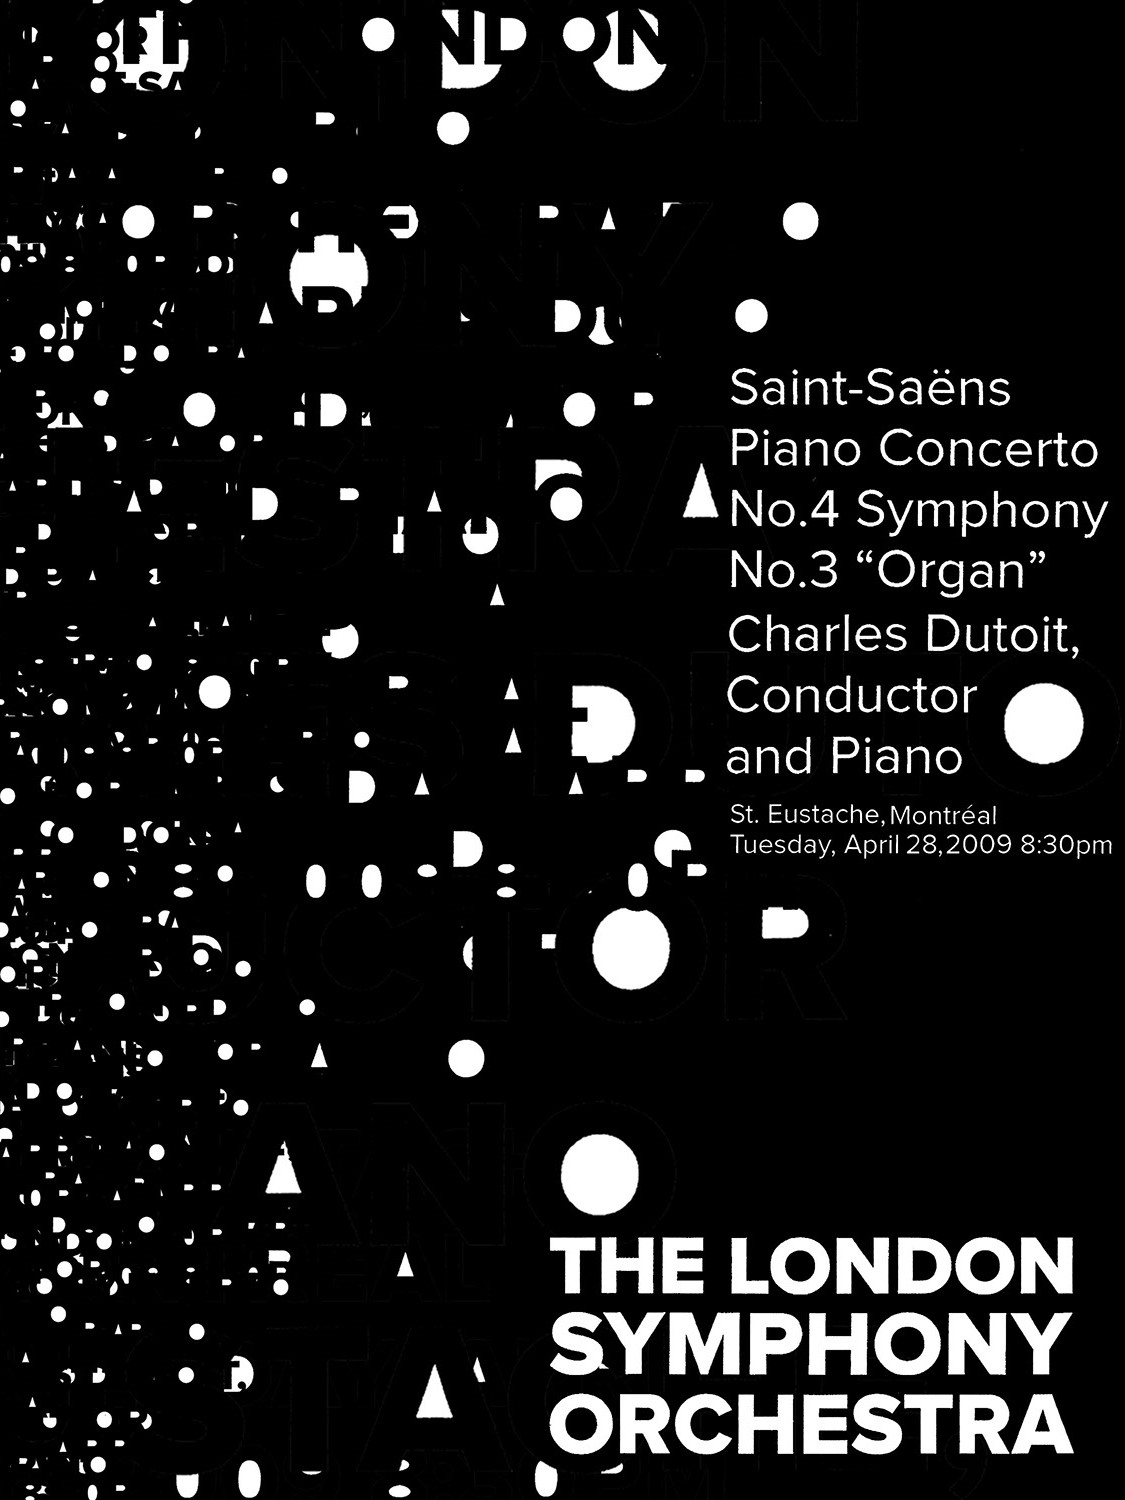 Saint-Saëns
Piano Concerto
No.4 Symphony
No.3 “Organ”
Charles Dutoit,
Conductor
and Piano
St. Eustache, Montréal
Tuesday, April 28, 2009 8:30pm
THE LONDON
SYMPHONY
ORCHESTRA